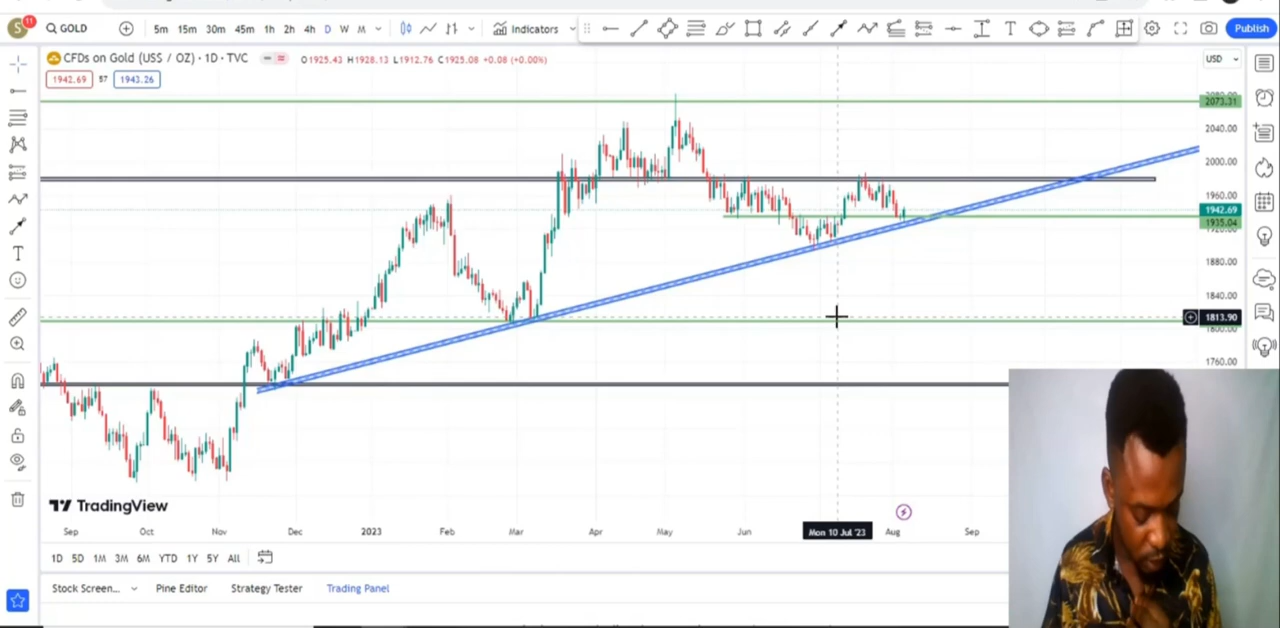 S 11 GOLD 5m 15m 30m 45m 1h 2h 4h D W M Indicators Publish
CFDs on Gold (US$ / OZ) · 1D · TVC O1925.43 H1928.13 L1912.76 C1925.08 +0.08 (+0.00%) USD
1942.69 57 1943.26
2073.31
2040.00
2000.00
1960.00
1942.69
1935.04
1880.00
1840.00
1813.90
1800.00
1760.00
TradingView
Sep Oct Nov Dec 2023 Feb Mar Apr May Jun Mon 10 Jul '23 Aug Sep
1D 5D 1M 3M 6M YTD 1Y 5Y All
Stock Screen... Pine Editor Strategy Tester Trading Panel